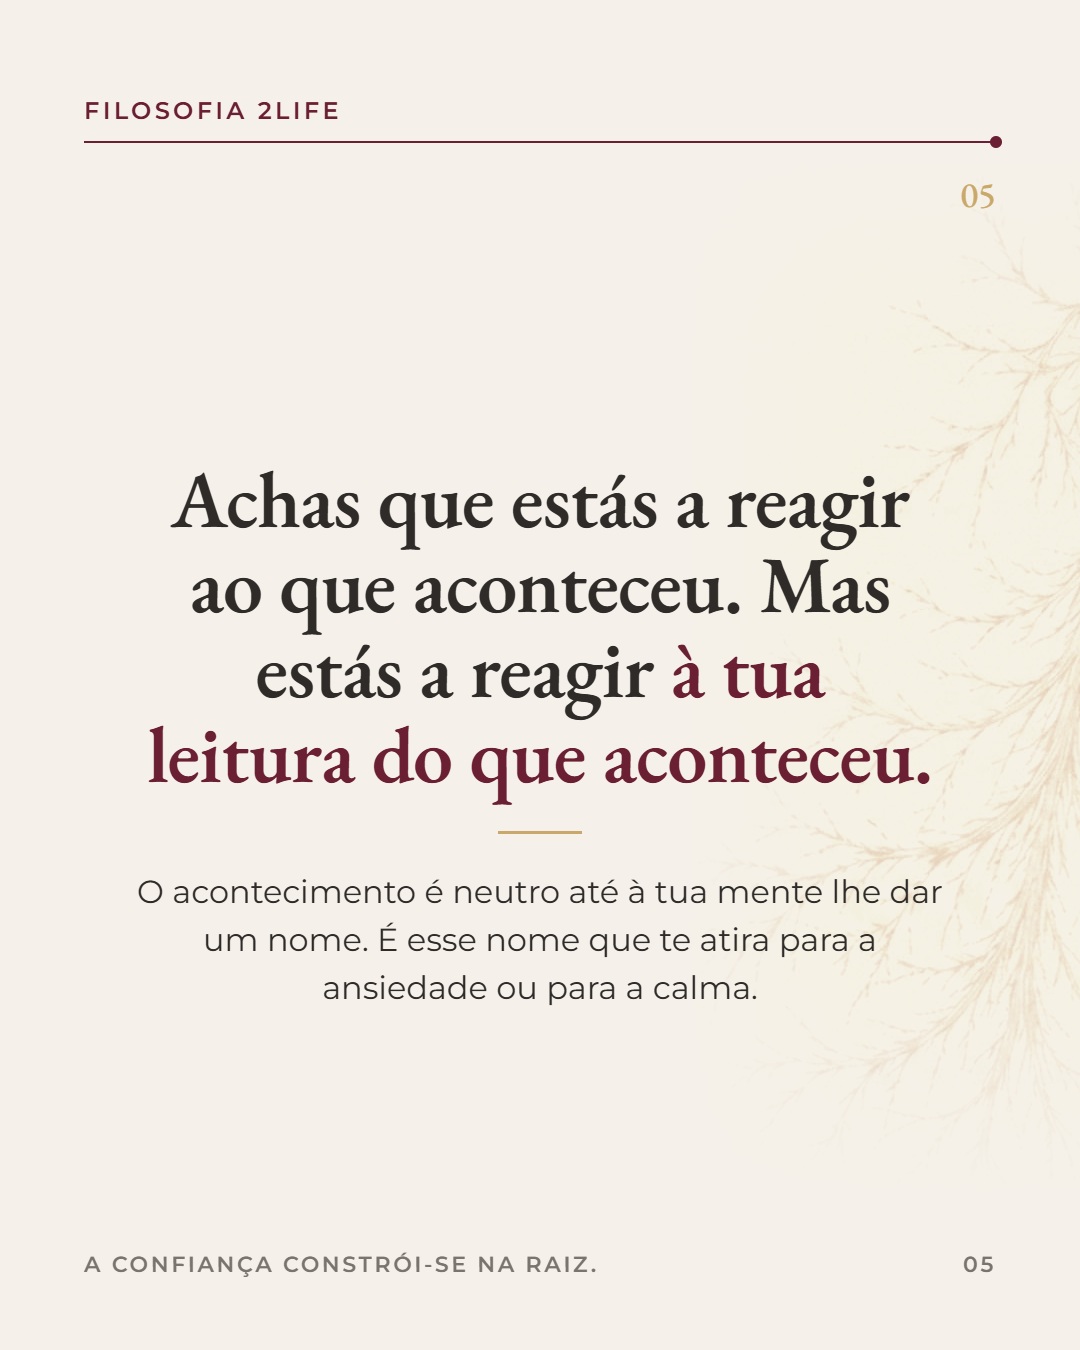 FILOSOFIA 2LIFE
05
Achas que estás a reagir
ao que aconteceu. Mas
estás a reagir à tua
leitura do que aconteceu.
O acontecimento é neutro até à tua mente lhe dar
um nome. É esse nome que te atira para a
ansiedade ou para a calma.
A CONFIANÇA CONSTRÓI-SE NA RAIZ.
05